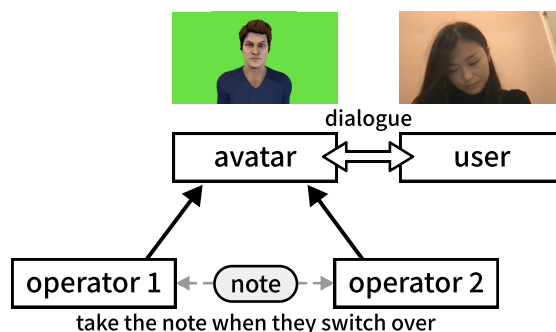 dialogue
avatar
user
operator 1
note
operator 2
take the note when they switch over